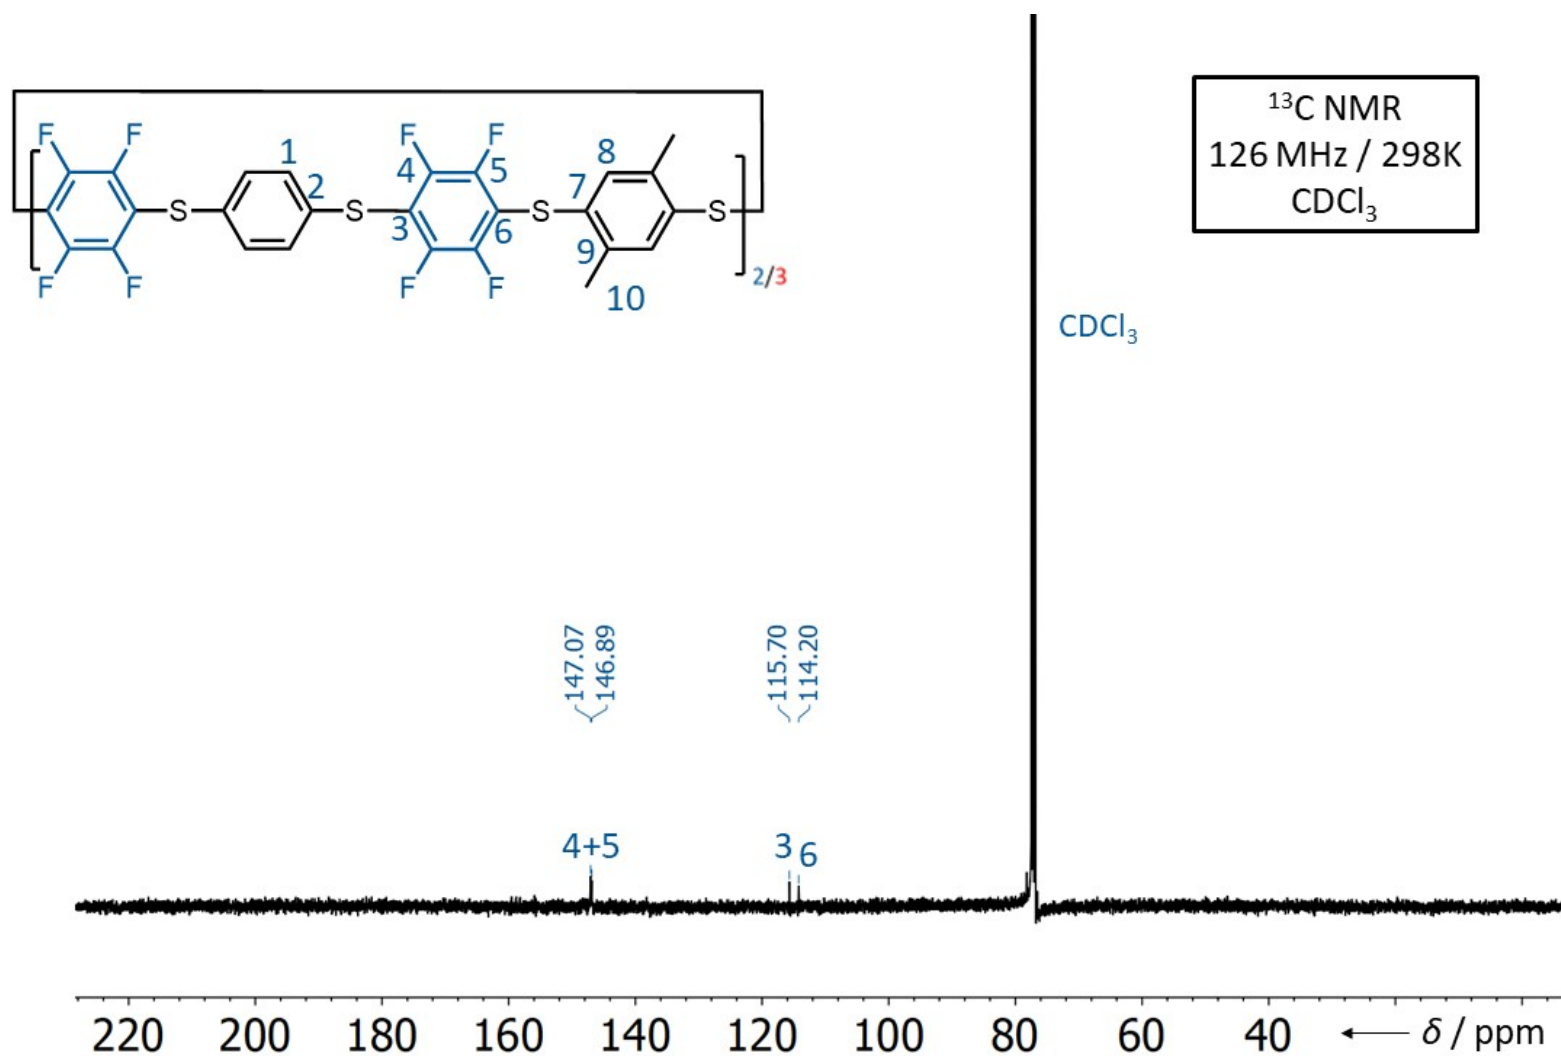 ¹³C NMR
126 MHz / 298K
CDCl₃
F F F F
1 4 5 8
2 7
S S S S
3 6
9
F F F F
10
2/3
CDCl₃
147.07
146.89
115.70
114.20
4+5 3 6
220 200 180 160 140 120 100 80 60 40 ← δ / ppm